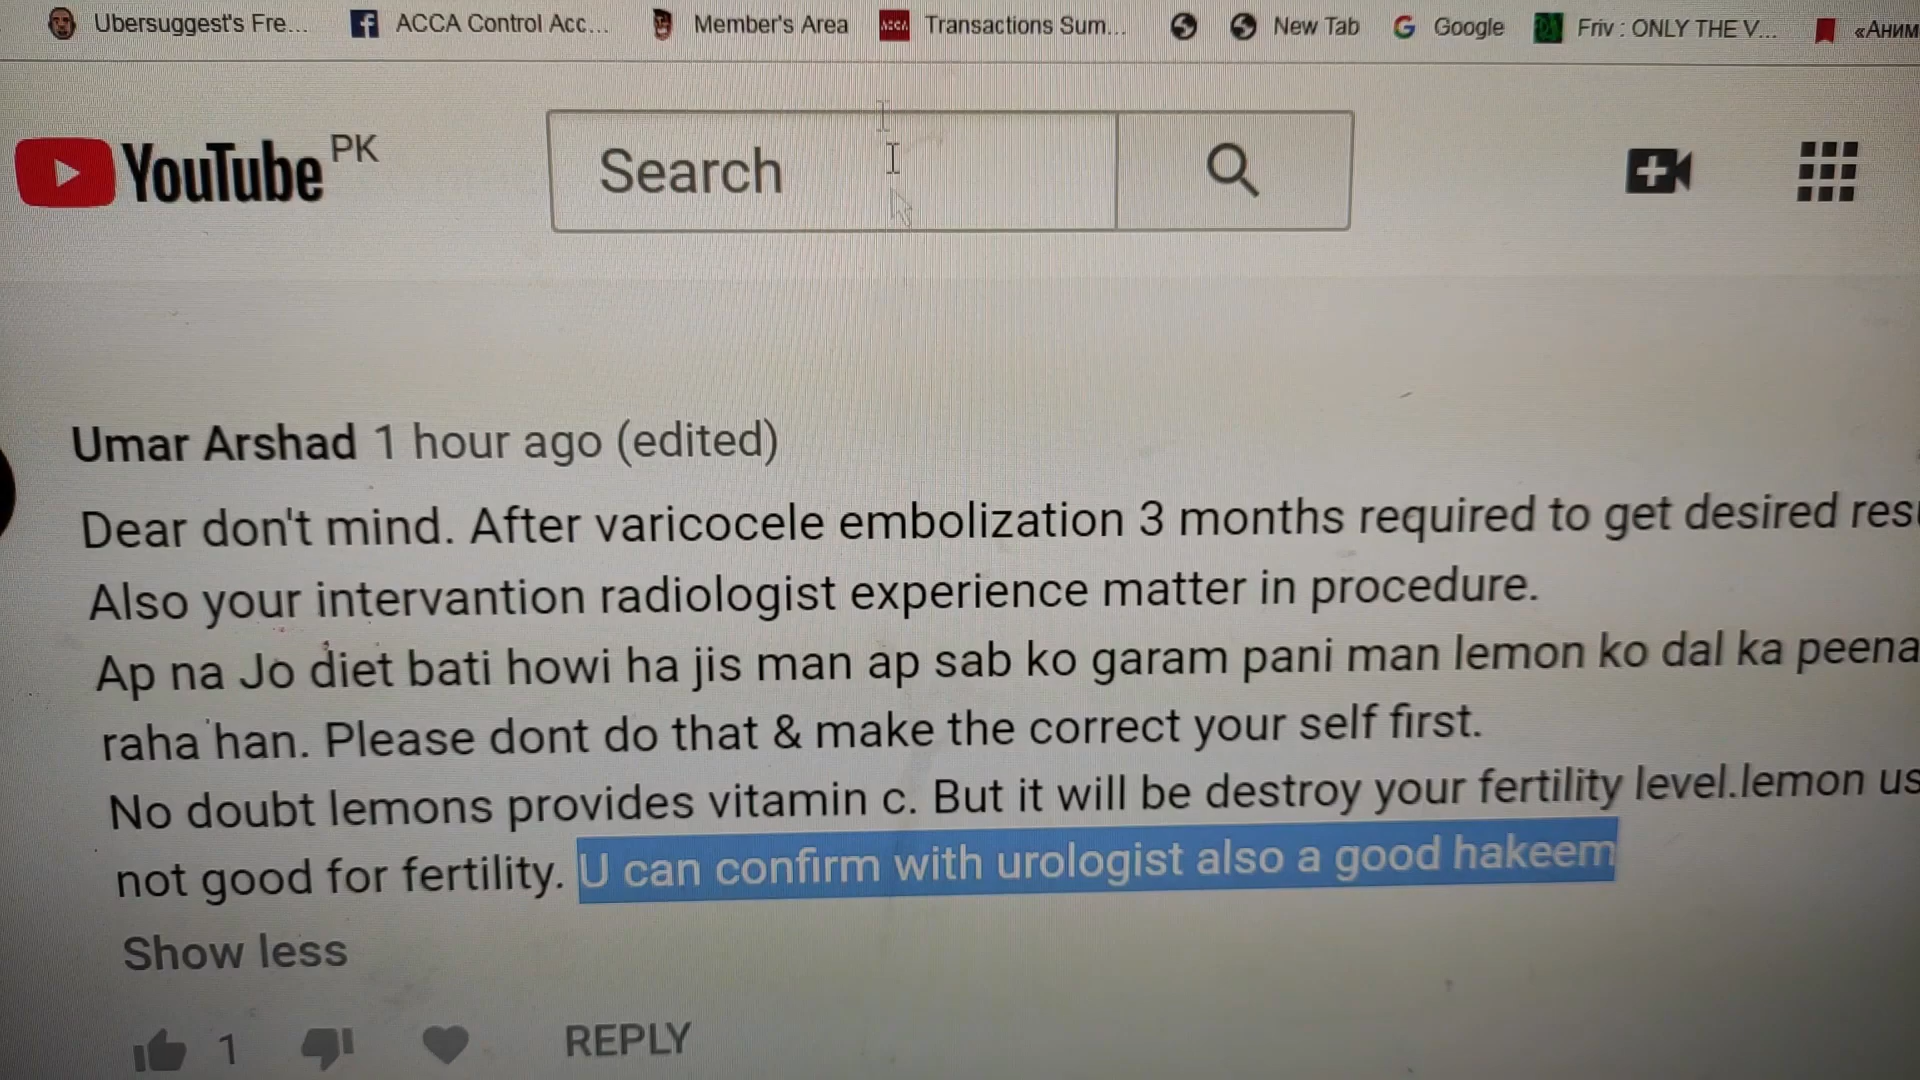 Ubersuggest's Fre... ACCA Control Acc... Member's Area Transactions Sum... New Tab Google Friv : ONLY THE V...
YouTube PK Search
Umar Arshad 1 hour ago (edited)
Dear don't mind. After varicocele embolization 3 months required to get desired
Also your intervantion radiologist experience matter in procedure.
Ap na Jo diet bati howi ha jis man ap sab ko garam pani man lemon ko dal ka peena
raha han. Please dont do that & make the correct your self first.
No doubt lemons provides vitamin c. But it will be destroy your fertility level.lemon
not good for fertility. U can confirm with urologist also a good hakeem
Show less
1 REPLY